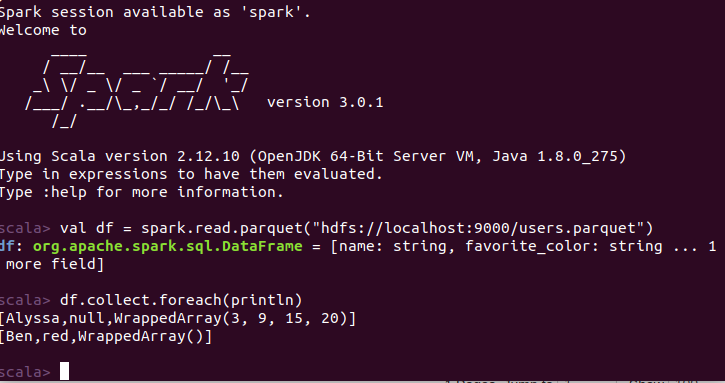 Spark session available as 'spark'.
Welcome to
      ____              __
     / __/__  ___ _____/ /__
    _\ \/ _ \/ _ `/ __/  '_/
   /___/ .__/\_,_/_/ /_/\_\   version 3.0.1
      /_/
Using Scala version 2.12.10 (OpenJDK 64-Bit Server VM, Java 1.8.0_275)
Type in expressions to have them evaluated.
Type :help for more information.
scala> val df = spark.read.parquet("hdfs://localhost:9000/users.parquet")
df: org.apache.spark.sql.DataFrame = [name: string, favorite_color: string ... 1
 more field]
scala> df.collect.foreach(println)
[Alyssa,null,WrappedArray(3, 9, 15, 20)]
[Ben,red,WrappedArray()]
scala>